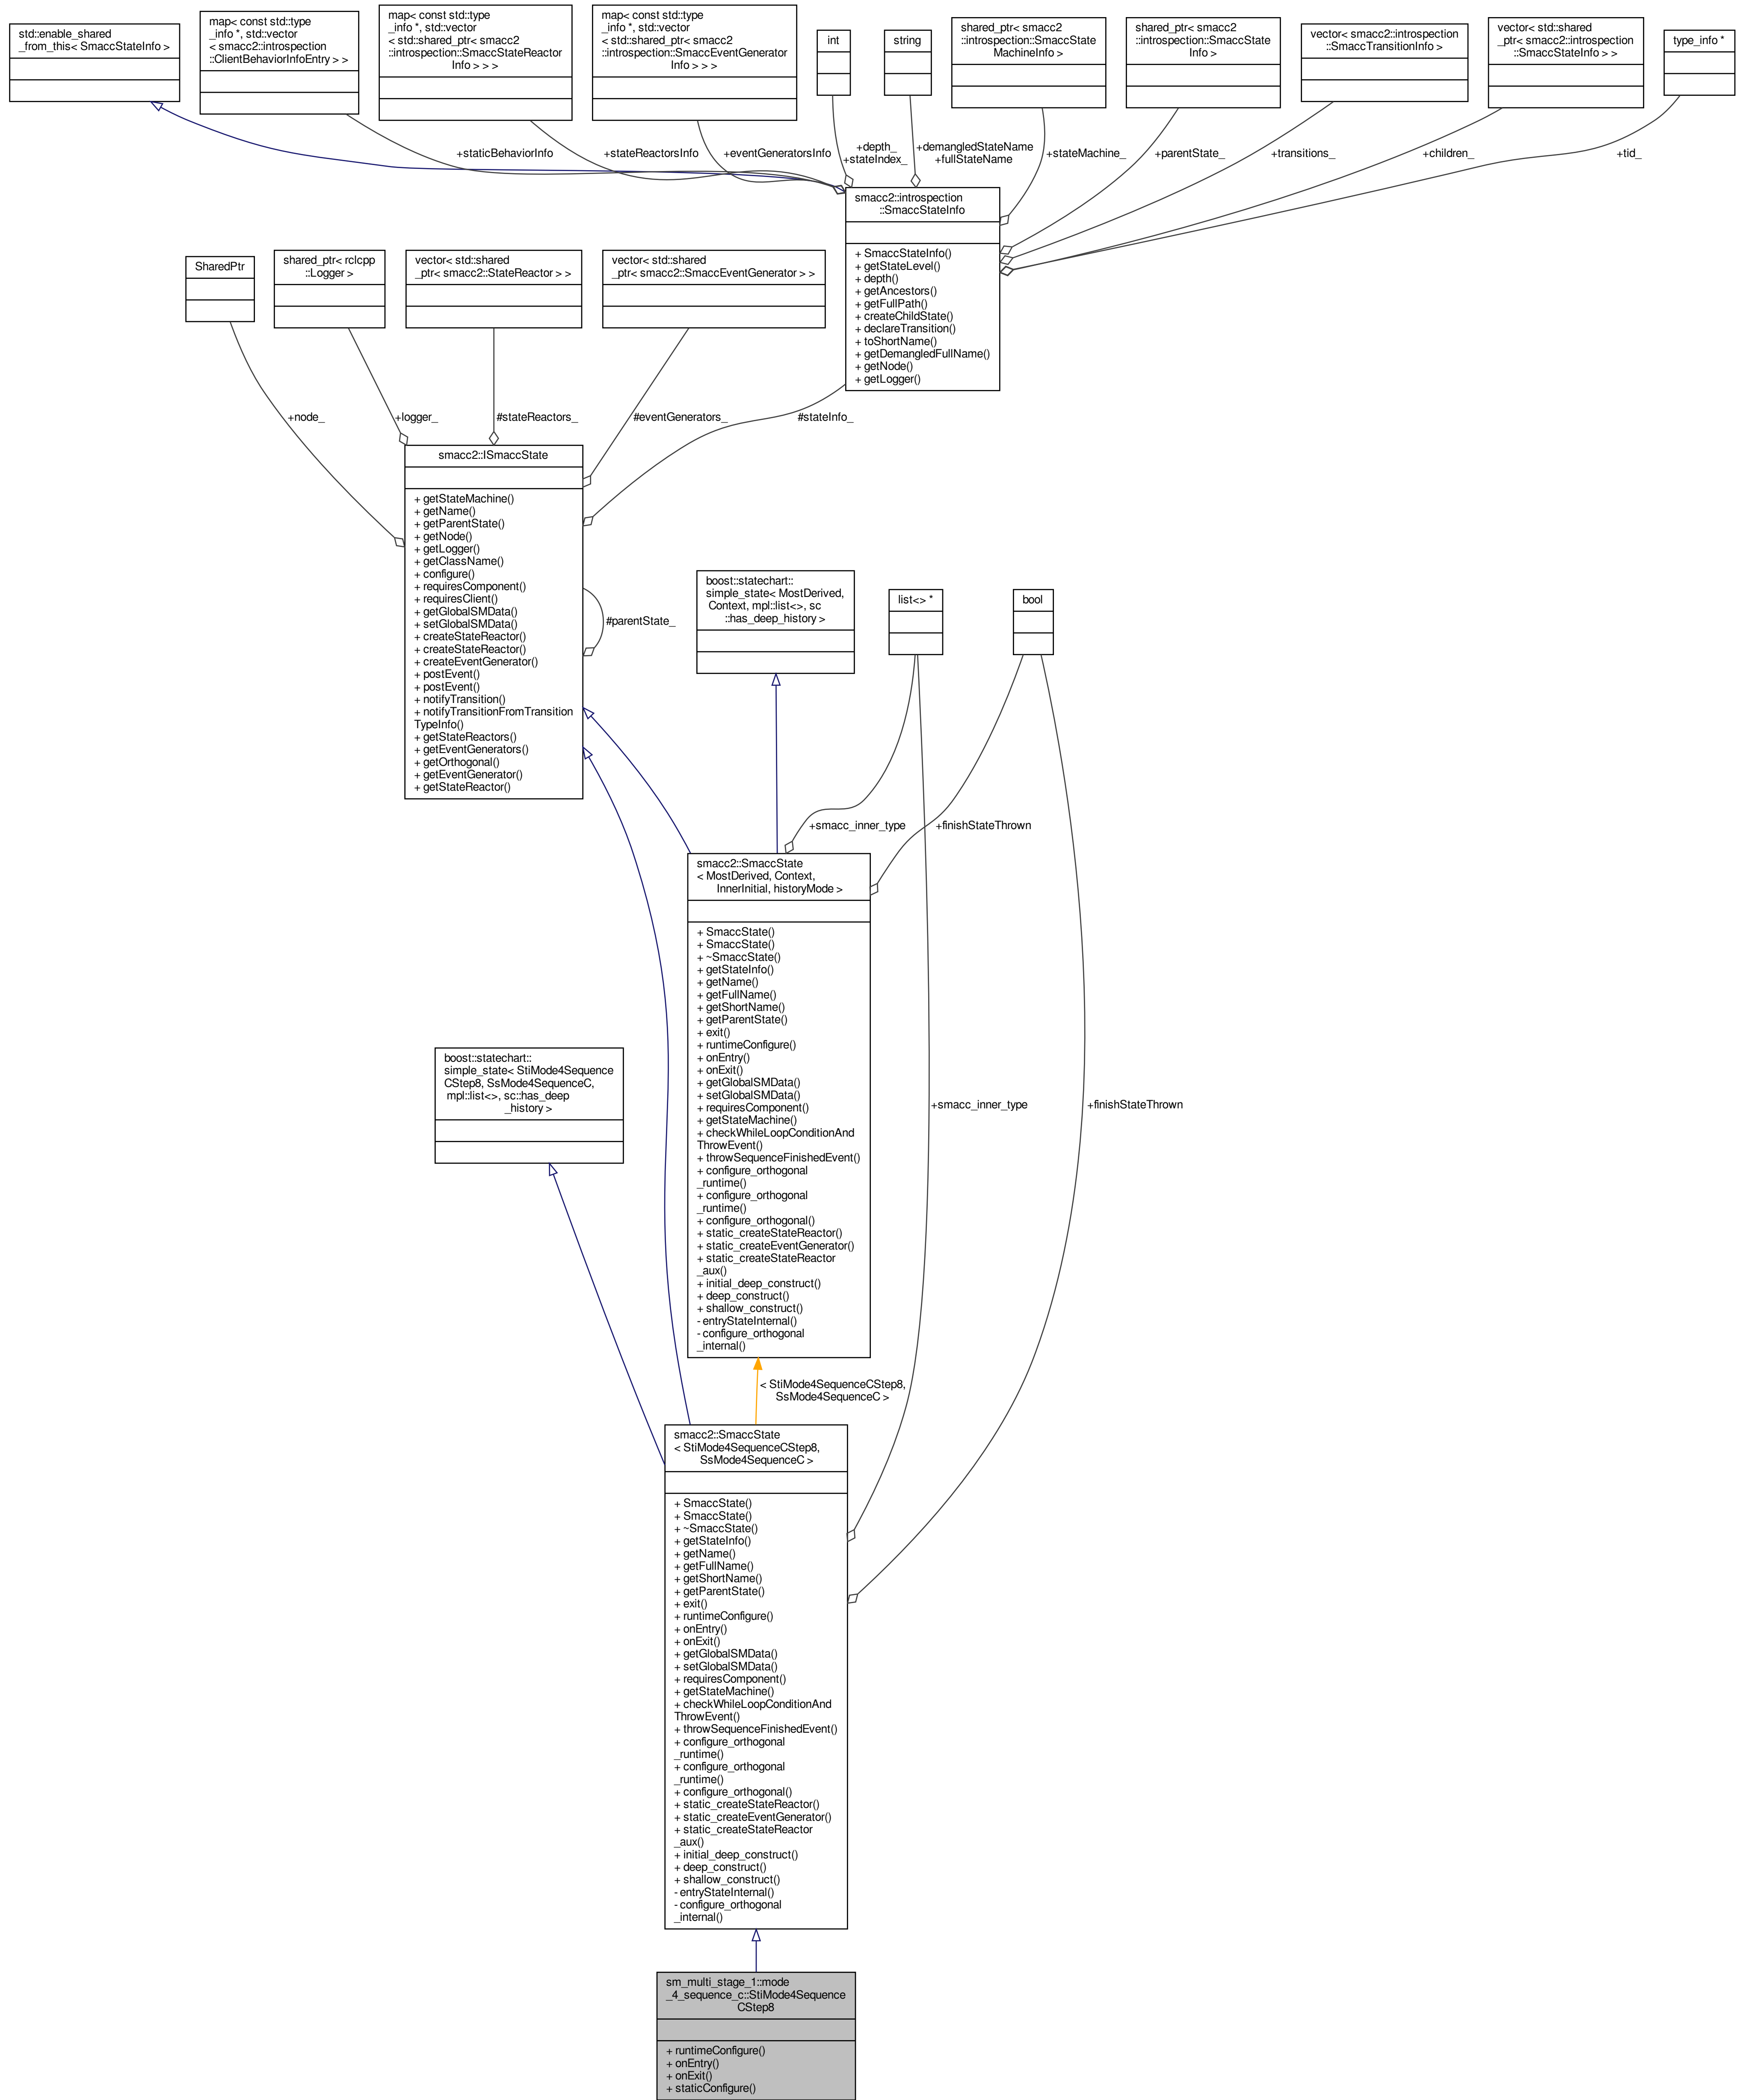 std::enable_shared
_from_this< SmaccStateInfo >
map< const std::type
_info *, std::vector
< smacc2::introspection
::ClientBehaviorInfoEntry > >
map< const std::type
_info *, std::vector
< std::shared_ptr< smacc2
::introspection::SmaccStateReactor
Info > > >
map< const std::type
_info *, std::vector
< std::shared_ptr< smacc2
::introspection::SmaccEventGenerator
Info > > >
int
string
shared_ptr< smacc2
::introspection::SmaccState
MachineInfo >
shared_ptr< smacc2
::introspection::SmaccState
Info >
vector< smacc2::introspection
::SmaccTransitionInfo >
vector< std::shared
_ptr< smacc2::introspection
::SmaccStateInfo > >
type_info *
+staticBehaviorInfo
+stateReactorsInfo
+eventGeneratorsInfo
+depth_
+stateIndex_
+demangledStateName
+fullStateName
+stateMachine_
+parentState_
+transitions_
+children_
+tid_
smacc2::introspection
::SmaccStateInfo
+ SmaccStateInfo()
+ getStateLevel()
+ depth()
+ getAncestors()
+ getFullPath()
+ createChildState()
+ declareTransition()
+ toShortName()
+ getDemangledFullName()
+ getNode()
+ getLogger()
SharedPtr
shared_ptr< rclcpp
::Logger >
vector< std::shared
_ptr< smacc2::StateReactor > >
vector< std::shared
_ptr< smacc2::SmaccEventGenerator > >
+node_
+logger_
#stateReactors_
#eventGenerators_
#stateInfo_
smacc2::ISmaccState
+ getStateMachine()
+ getName()
+ getParentState()
+ getNode()
+ getLogger()
+ getClassName()
+ configure()
+ requiresComponent()
+ requiresClient()
+ getGlobalSMData()
+ setGlobalSMData()
+ createStateReactor()
+ createStateReactor()
+ createEventGenerator()
+ postEvent()
+ postEvent()
+ notifyTransition()
+ notifyTransitionFromTransition
TypeInfo()
+ getStateReactors()
+ getEventGenerators()
+ getOrthogonal()
+ getEventGenerator()
+ getStateReactor()
#parentState_
boost::statechart::
simple_state< MostDerived,
Context, mpl::list<>, sc
::has_deep_history >
list<> *
bool
+smacc_inner_type
+finishStateThrown
smacc2::SmaccState
< MostDerived, Context,
InnerInitial, historyMode >
+ SmaccState()
+ SmaccState()
+ ~SmaccState()
+ getStateInfo()
+ getName()
+ getFullName()
+ getShortName()
+ getParentState()
+ exit()
+ runtimeConfigure()
+ onEntry()
+ onExit()
+ getGlobalSMData()
+ setGlobalSMData()
+ requiresComponent()
+ getStateMachine()
+ checkWhileLoopConditionAnd
ThrowEvent()
+ throwSequenceFinishedEvent()
+ configure_orthogonal
_runtime()
+ configure_orthogonal
_runtime()
+ configure_orthogonal()
+ static_createStateReactor()
+ static_createEventGenerator()
+ static_createStateReactor
_aux()
+ initial_deep_construct()
+ deep_construct()
+ shallow_construct()
- entryStateInternal()
- configure_orthogonal
_internal()
boost::statechart::
simple_state< StiMode4Sequence
CStep8, SsMode4SequenceC,
mpl::list<>, sc::has_deep
_history >
+smacc_inner_type
+finishStateThrown
< StiMode4SequenceCStep8,
SsMode4SequenceC >
smacc2::SmaccState
< StiMode4SequenceCStep8,
SsMode4SequenceC >
+ SmaccState()
+ SmaccState()
+ ~SmaccState()
+ getStateInfo()
+ getName()
+ getFullName()
+ getShortName()
+ getParentState()
+ exit()
+ runtimeConfigure()
+ onEntry()
+ onExit()
+ getGlobalSMData()
+ setGlobalSMData()
+ requiresComponent()
+ getStateMachine()
+ checkWhileLoopConditionAnd
ThrowEvent()
+ throwSequenceFinishedEvent()
+ configure_orthogonal
_runtime()
+ configure_orthogonal
_runtime()
+ configure_orthogonal()
+ static_createStateReactor()
+ static_createEventGenerator()
+ static_createStateReactor
_aux()
+ initial_deep_construct()
+ deep_construct()
+ shallow_construct()
- entryStateInternal()
- configure_orthogonal
_internal()
sm_multi_stage_1::mode
_4_sequence_c::StiMode4Sequence
CStep8
+ runtimeConfigure()
+ onEntry()
+ onExit()
+ staticConfigure()